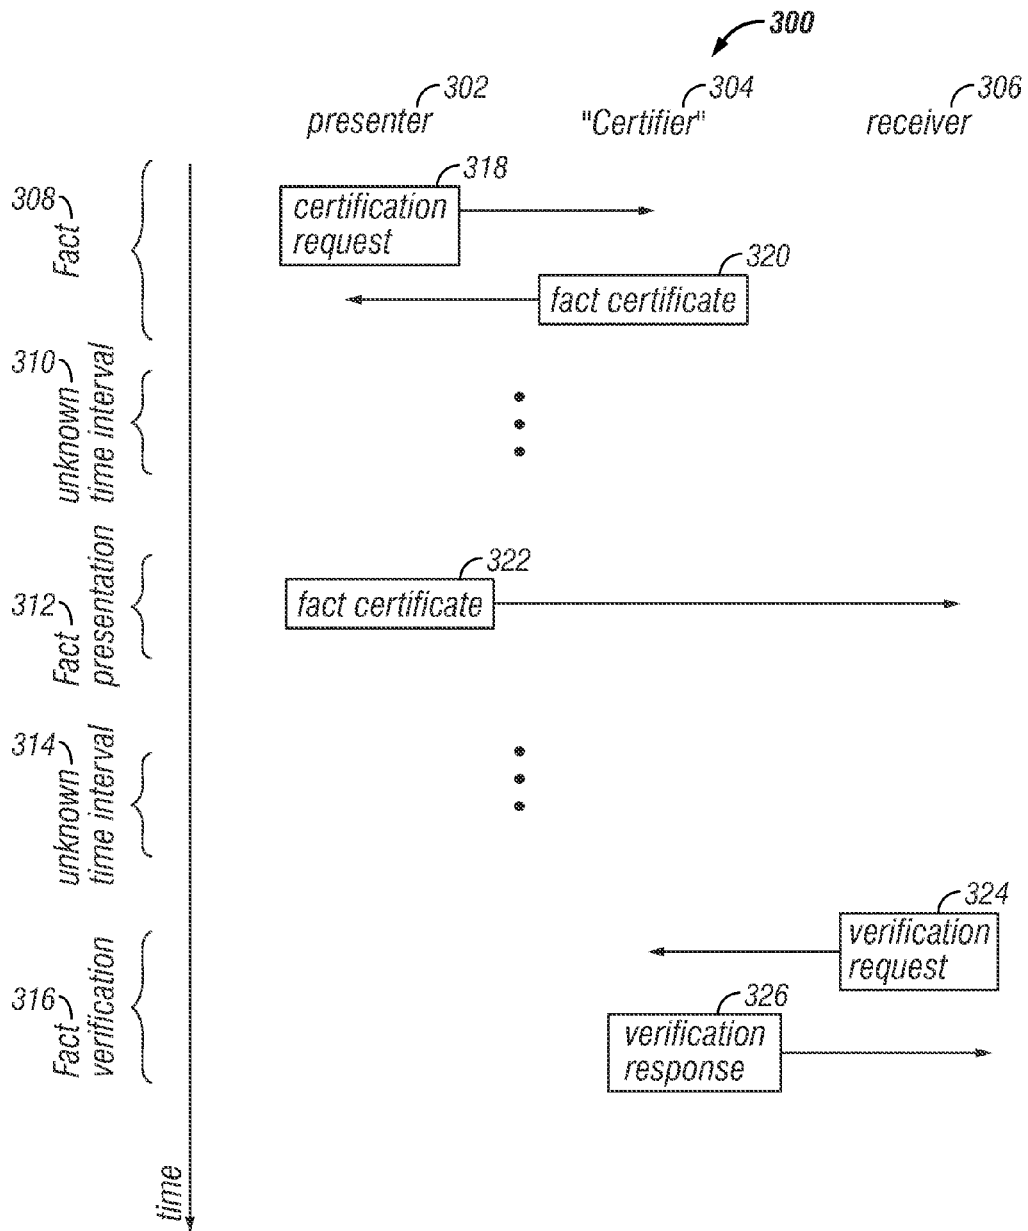 300
302 304 306
presenter "Certifier" receiver
308
Fact
318
certification
request
320
fact certificate
310
unknown
time interval
322
fact certificate
312
Fact
presentation
314
unknown
time interval
324
verification
request
316
Fact
verification
326
verification
response
time